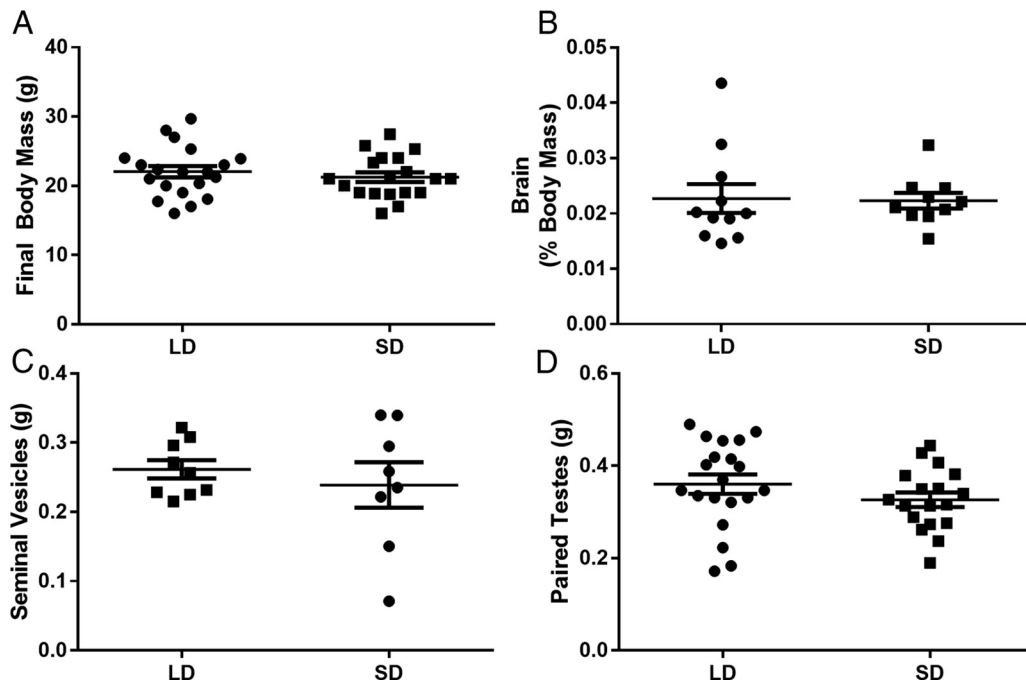 A
Final Body Mass (g)
40
30
20
10
0
LD
SD
B
Brain
(% Body Mass)
0.05
0.04
0.03
0.02
0.01
0.00
LD
SD
C
Seminal Vesicles (g)
0.4
0.3
0.2
0.1
0.0
LD
SD
D
Paired Testes (g)
0.6
0.4
0.2
0.0
LD
SD